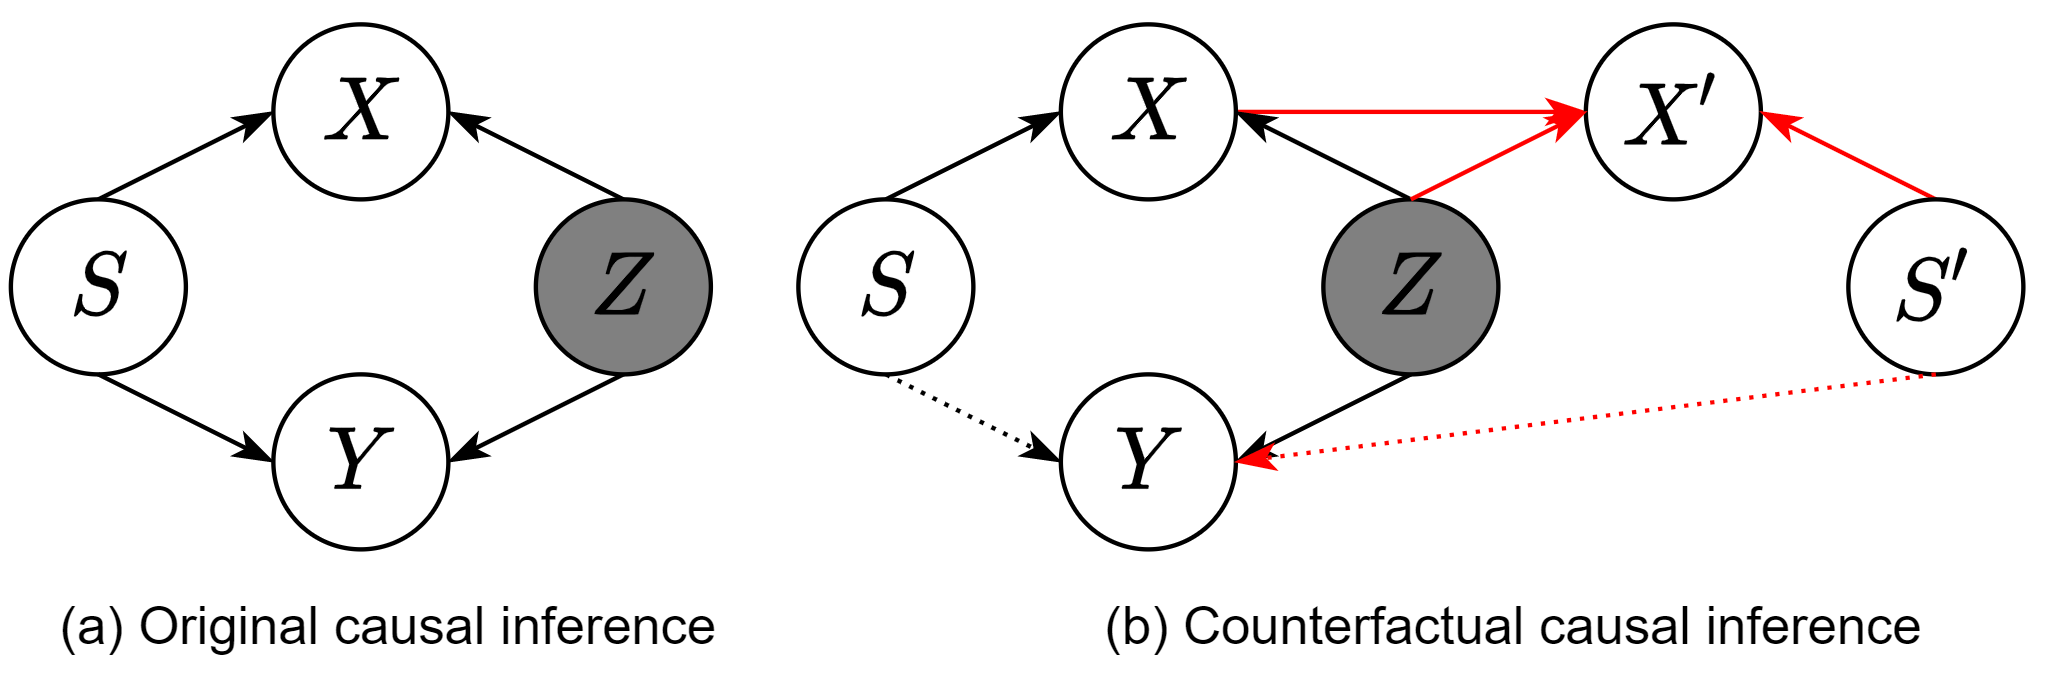 X
S
Z
Y
(a) Original causal inference
X
X′
S
Z
S′
Y
(b) Counterfactual causal inference